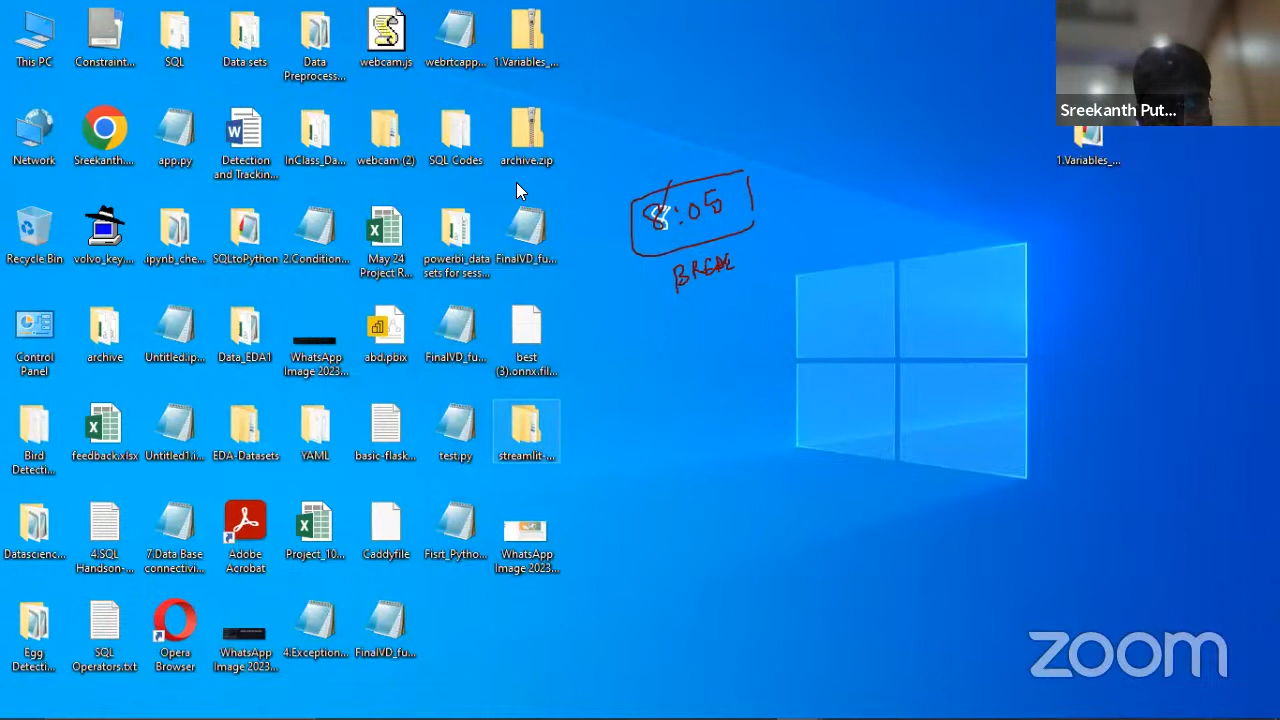 This PC
Constraint...
SQL
Data sets
Data
Preprocess...
webcam.js
webrtcapp...
1.Variables_...
Sreekanth Put...
Network
Sreekanth....
app.py
Detection
and Trackin...
InClass_Da...
webcam (2)
SQL Codes
archive.zip
1.Variables_...
8:05
BREAK
Recycle Bin
volvo_key....
.ipynb_che...
SQLtoPython
2.Condition...
May 24
Project R...
powerbi_data
sets for sess...
FinalVD_fu...
Control
Panel
archive
Untitled.ip...
Data_EDA1
WhatsApp
Image 2023...
abd.pbix
FinalVD_fu...
best
(3).onnx.fil...
Bird
Detecti...
feedback.xlsx
Untitled1.i...
EDA-Datasets
YAML
basic-flask...
test.py
streamlit-...
Datascienc...
4.SQL
Handson-...
7.Data Base
connectivi...
Adobe
Acrobat
Project_10...
Caddyfile
Fisrt_Pytho...
WhatsApp
Image 2023...
Egg
Detecti...
SQL
Operators.txt
Opera
Browser
WhatsApp
Image 2023...
4.Exception...
FinalVD_fu...
zoom